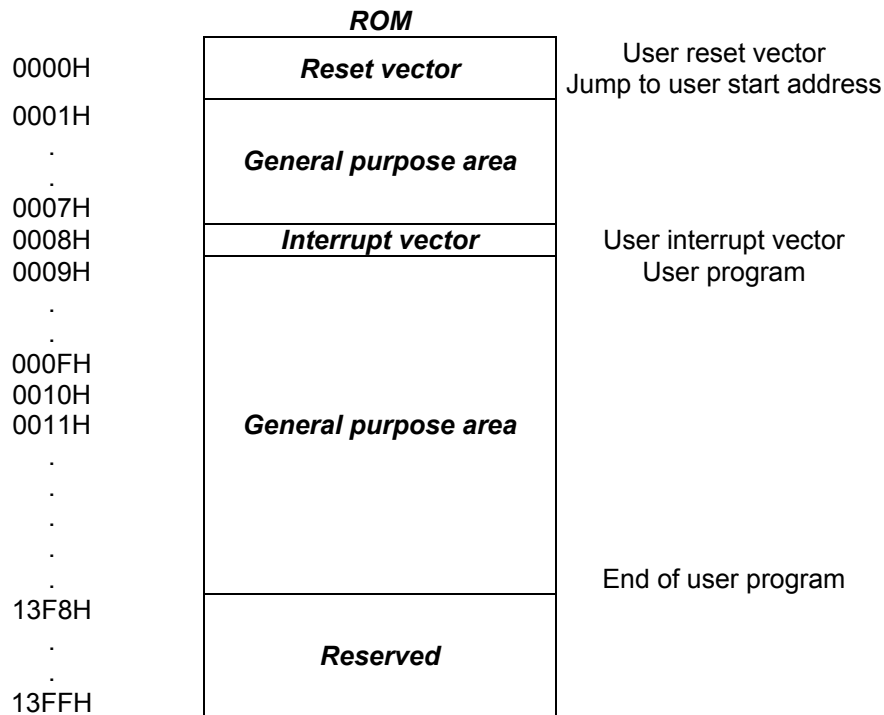 ROM
0000H Reset vector User reset vector
Jump to user start address
0001H
.
General purpose area
.
0007H
0008H Interrupt vector User interrupt vector
0009H User program
.
.
000FH
0010H
0011H General purpose area
.
.
.
.
. End of user program
13F8H
.
Reserved
.
13FFH